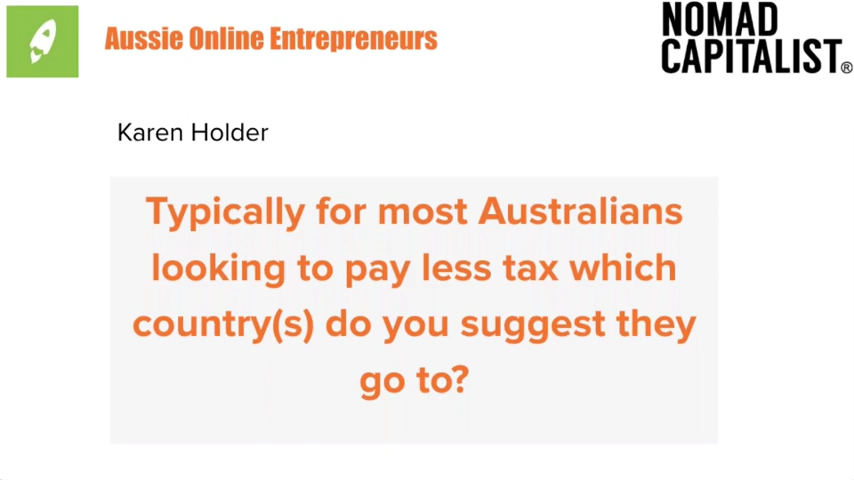 Aussie Online Entrepreneurs
NOMAD
CAPITALIST®
Karen Holder
Typically for most Australians
looking to pay less tax which
country(s) do you suggest they
go to?